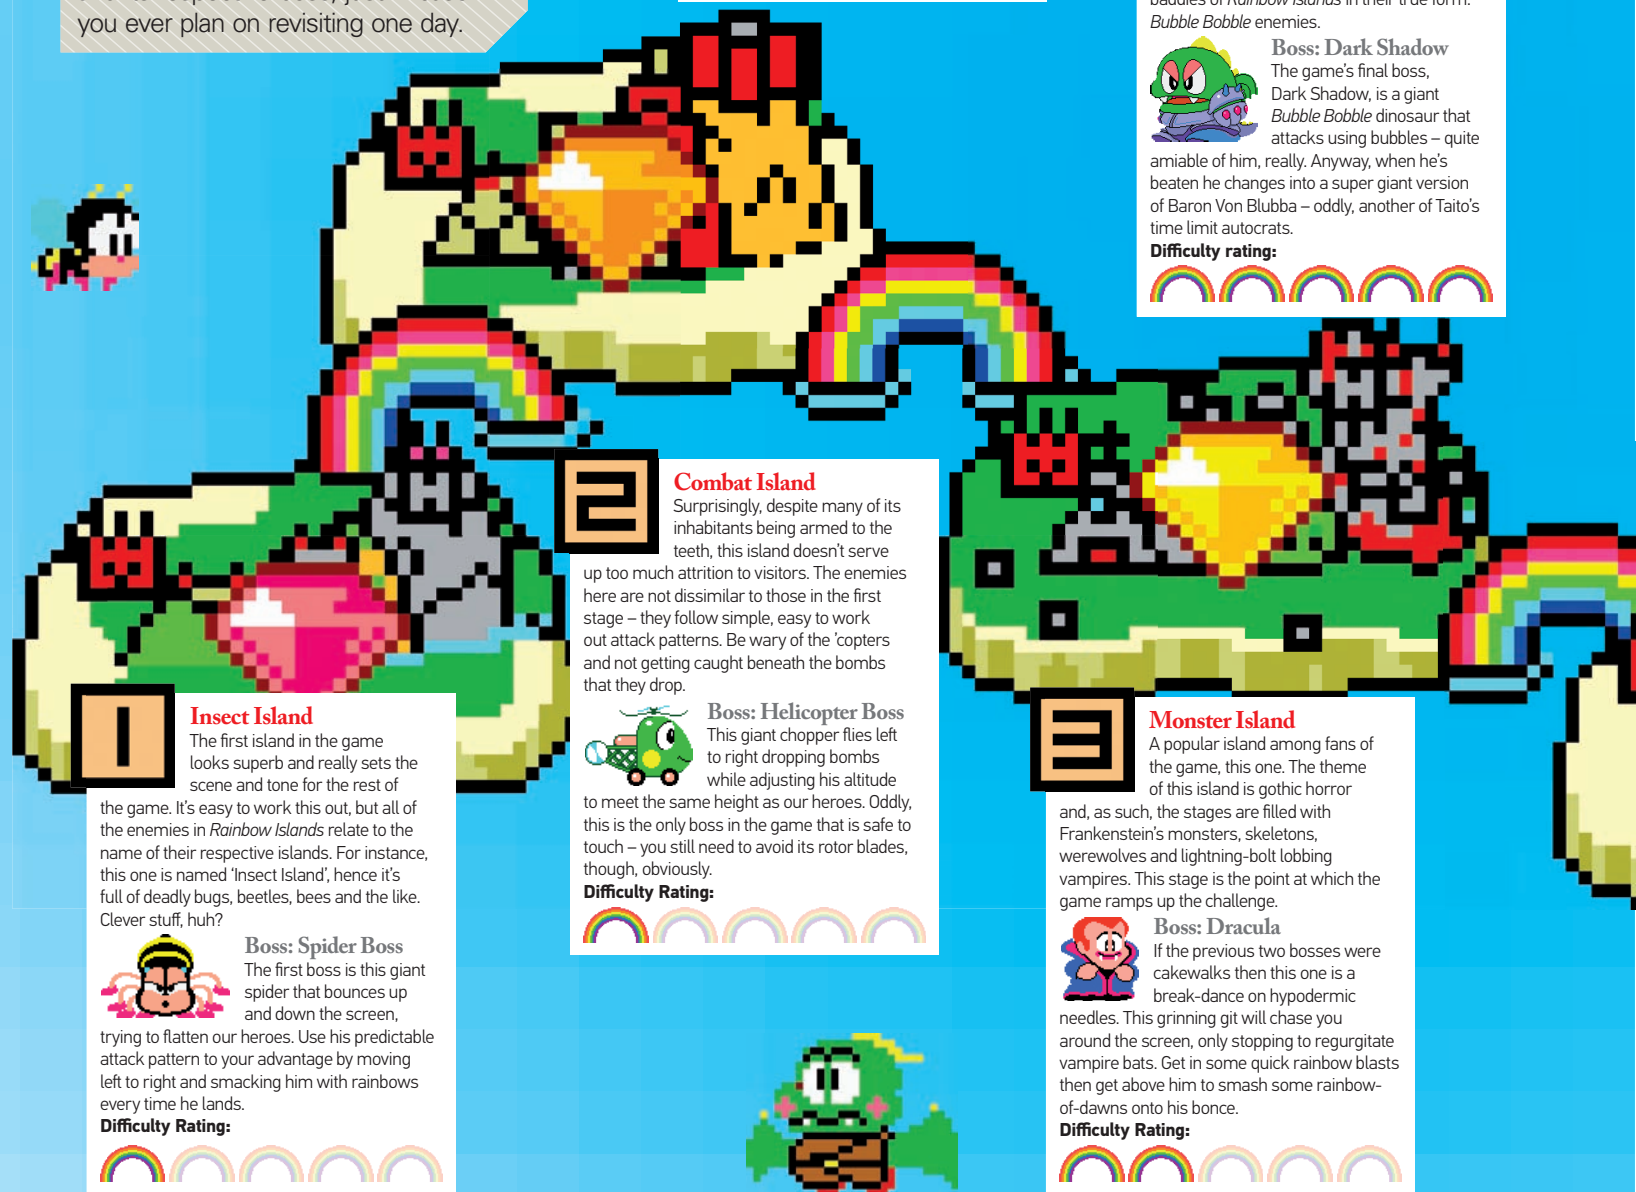 you ever plan on revisiting one day.
baddies of Rainbow Islands in their true form:
Bubble Bobble enemies.
Boss: Dark Shadow
The game's final boss,
Dark Shadow, is a giant
Bubble Bobble dinosaur that
attacks using bubbles – quite
amiable of him, really. Anyway, when he's
beaten he changes into a super giant version
of Baron Von Blubba – oddly, another of Taito's
time limit autocrats.
Difficulty rating:
1
Insect Island
The first island in the game
looks superb and really sets the
scene and tone for the rest of
the game. It's easy to work this out, but all of
the enemies in Rainbow Islands relate to the
name of their respective islands. For instance,
this one is named 'Insect Island', hence it's
full of deadly bugs, beetles, bees and the like.
Clever stuff, huh?
Boss: Spider Boss
The first boss is this giant
spider that bounces up
and down the screen,
trying to flatten our heroes. Use his predictable
attack pattern to your advantage by moving
left to right and smacking him with rainbows
every time he lands.
Difficulty Rating:
2
Combat Island
Surprisingly, despite many of its
inhabitants being armed to the
teeth, this island doesn't serve
up too much attrition to visitors. The enemies
here are not dissimilar to those in the first
stage – they follow simple, easy to work
out attack patterns. Be wary of the 'copters
and not getting caught beneath the bombs
that they drop.
Boss: Helicopter Boss
This giant chopper flies left
to right dropping bombs
while adjusting his altitude
to meet the same height as our heroes. Oddly,
this is the only boss in the game that is safe to
touch – you still need to avoid its rotor blades,
though, obviously.
Difficulty Rating:
3
Monster Island
A popular island among fans of
the game, this one. The theme
of this island is gothic horror
and, as such, the stages are filled with
Frankenstein's monsters, skeletons,
werewolves and lightning-bolt lobbing
vampires. This stage is the point at which the
game ramps up the challenge.
Boss: Dracula
If the previous two bosses were
cakewalks then this one is a
break-dance on hypodermic
needles. This grinning git will chase you
around the screen, only stopping to regurgitate
vampire bats. Get in some quick rainbow blasts
then get above him to smash some rainbow-
of-dawns onto his bonce.
Difficulty Rating: